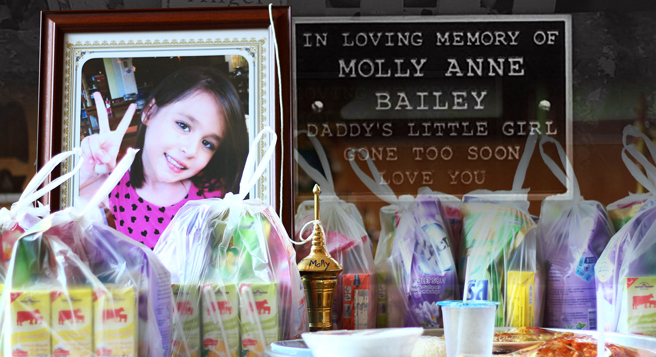 IN LOVING MEMORY OF
MOLLY ANNE
BAILEY
DADDY'S LITTLE GIRL
GONE TOO SOON
LOVE YOU
Molly